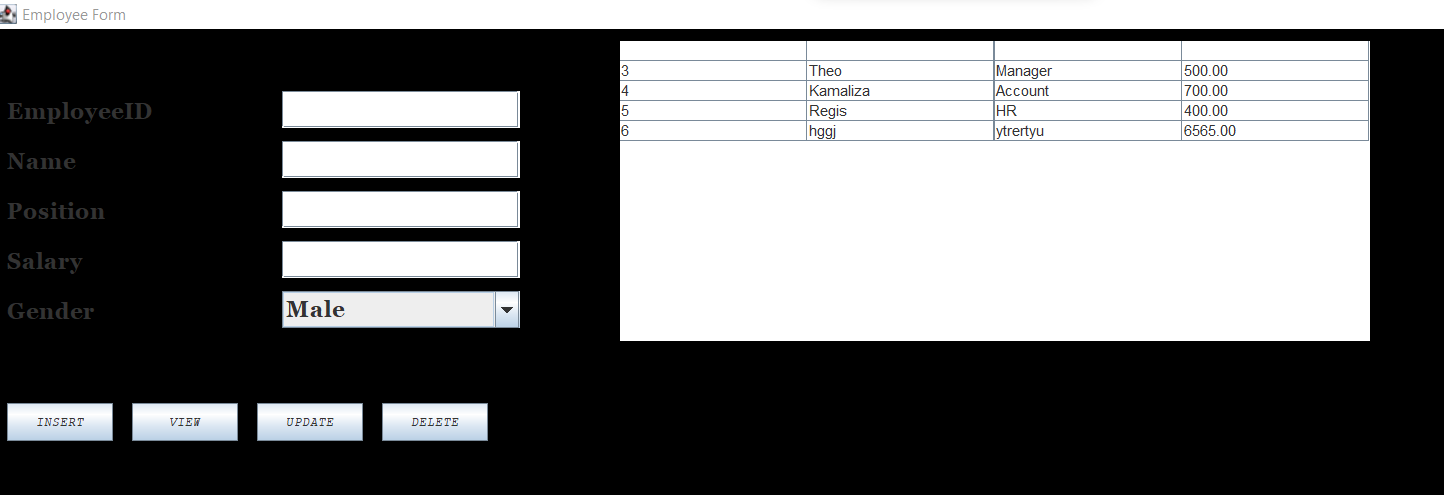 Employee Form
EmployeeID
Name
Position
Salary
Gender
Male
INSERT VIEW UPDATE DELETE
3 Theo Manager 500.00
4 Kamaliza Account 700.00
5 Regis HR 400.00
6 hggj ytrertyu 6565.00